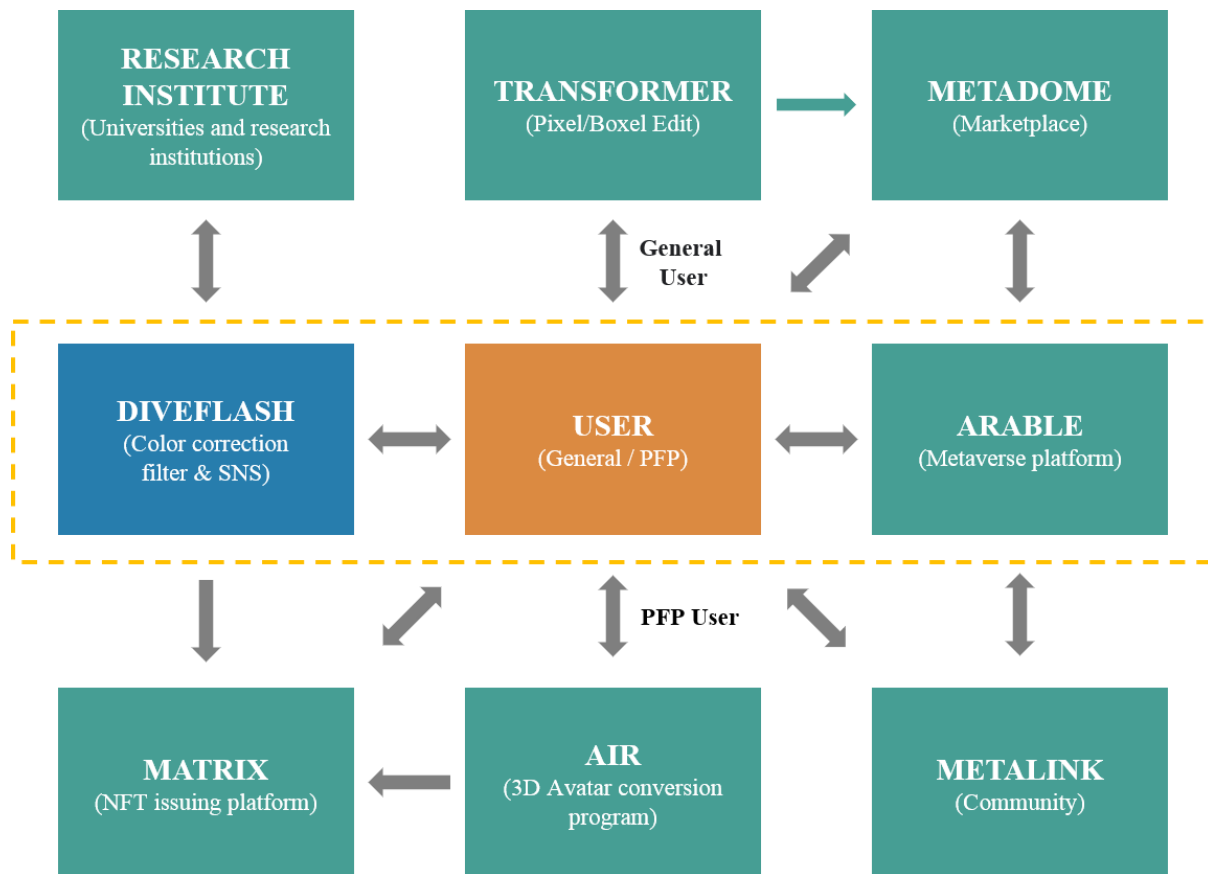 RESEARCH
INSTITUTE
(Universities and research
institutions)
TRANSFORMER
(Pixel/Boxel Edit)
METADOME
(Marketplace)
General
User
DIVEFLASH
(Color correction
filter & SNS)
USER
(General / PFP)
ARABLE
(Metaverse platform)
PFP User
MATRIX
(NFT issuing platform)
AIR
(3D Avatar conversion
program)
METALINK
(Community)